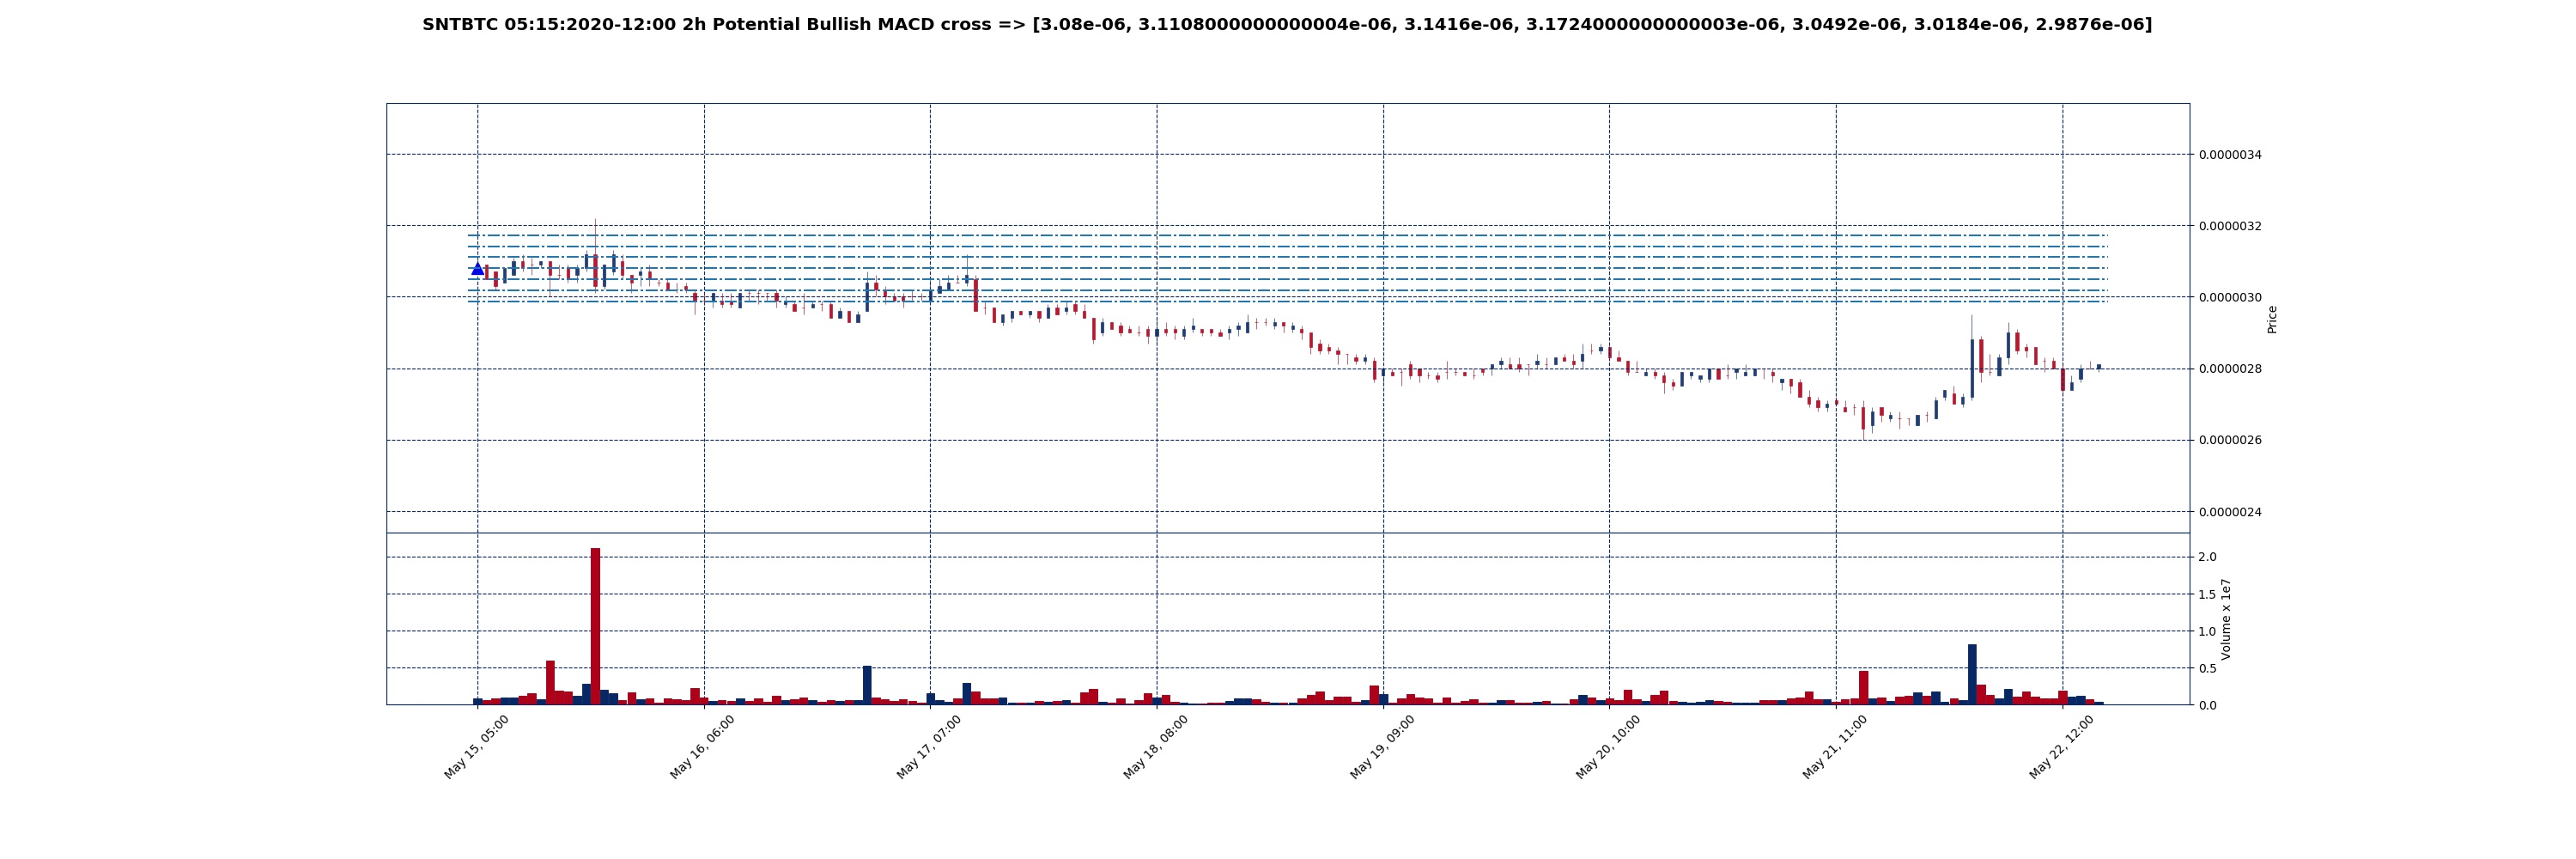 SNTBTC 05:15:2020-12:00 2h Potential Bullish MACD cross => [3.08e-06, 3.1108000000000004e-06, 3.1416e-06, 3.1724000000000003e-06, 3.0492e-06, 3.0184e-06, 2.9876e-06]
0.0000034
0.0000032
0.0000030
0.0000028
0.0000026
0.0000024
Price
2.0
1.5
1.0
0.5
0.0
Volume x 1e7
May 15, 05:00
May 16, 06:00
May 17, 07:00
May 18, 08:00
May 19, 09:00
May 20, 10:00
May 21, 11:00
May 22, 12:00